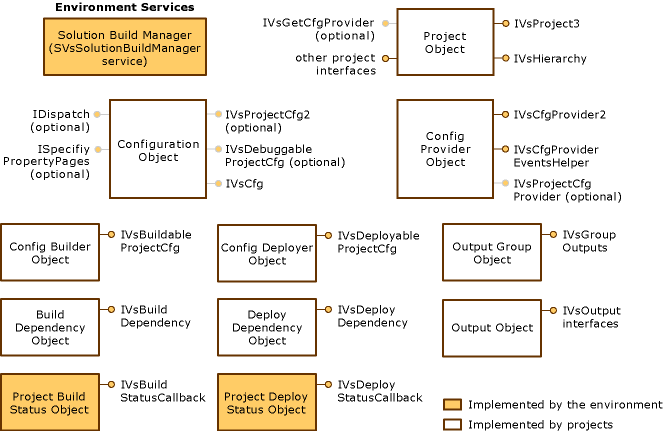 Environment Services
Solution Build Manager
(SVsSolutionBuildManager
service)
IVsGetCfgProvider
(optional)
other project
interfaces
Project
Object
IVsProject3
IVsHierarchy
IDispatch
(optional)
ISpecifiy
PropertyPages
(optional)
Configuration
Object
IVsProjectCfg2
(optional)
IVsDebuggable
ProjectCfg (optional)
IVsCfg
Config
Provider
Object
IVsCfgProvider2
IVsCfgProvider
EventsHelper
IVsProjectCfg
Provider (optional)
Config Builder
Object
IVsBuildable
ProjectCfg
Config Deployer
Object
IVsDeployable
ProjectCfg
Output Group
Object
IVsGroup
Outputs
Build
Dependency
Object
IVsBuild
Dependency
Deploy
Dependency
Object
IVsDeploy
Dependency
Output Object
IVsOutput
interfaces
Project Build
Status Object
IVsBuild
StatusCallback
Project Deploy
Status Object
IVsDeploy
StatusCallback
Implemented by the environment
Implemented by projects